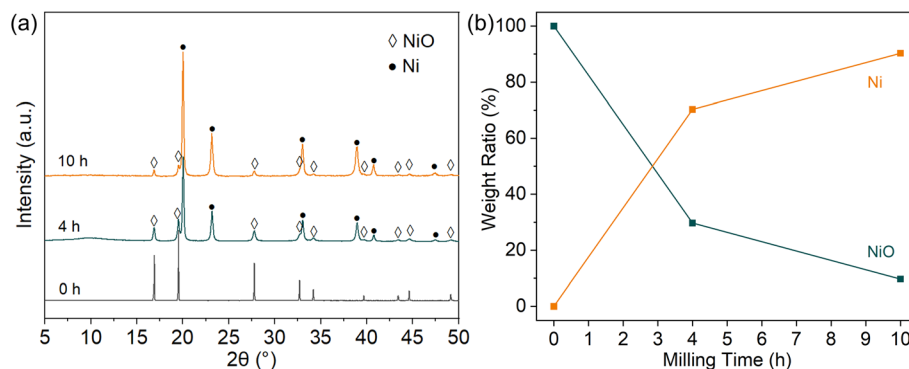 (a)
◇ NiO
● Ni
10 h
4 h
0 h
Intensity (a.u.)
5 10 15 20 25 30 35 40 45 50
2θ (°)
(b)
100
80
60
40
20
0
Weight Ratio (%)
Ni
NiO
0 1 2 3 4 5 6 7 8 9 10
Milling Time (h)